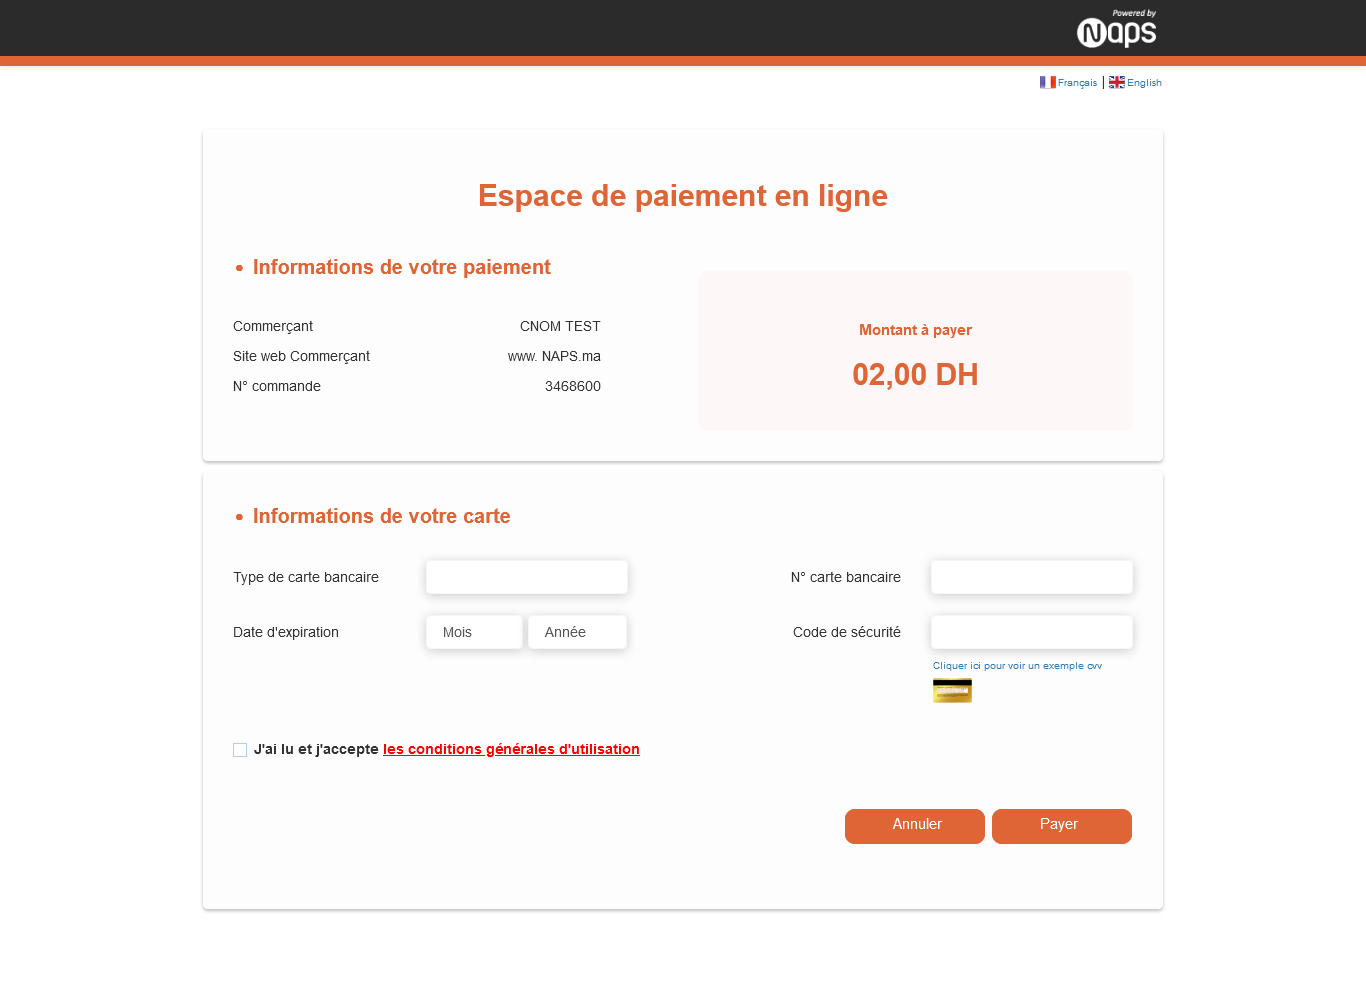 Powered by
Naps
Français | English
Espace de paiement en ligne
• Informations de votre paiement
Commerçant CNOM TEST
Site web Commerçant www. NAPS.ma
N° commande 3468600
Montant à payer
02,00 DH
• Informations de votre carte
Type de carte bancaire
N° carte bancaire
Date d'expiration Mois Année
Code de sécurité
Cliquer ici pour voir un exemple cvv
J'ai lu et j'accepte les conditions générales d'utilisation
Annuler Payer